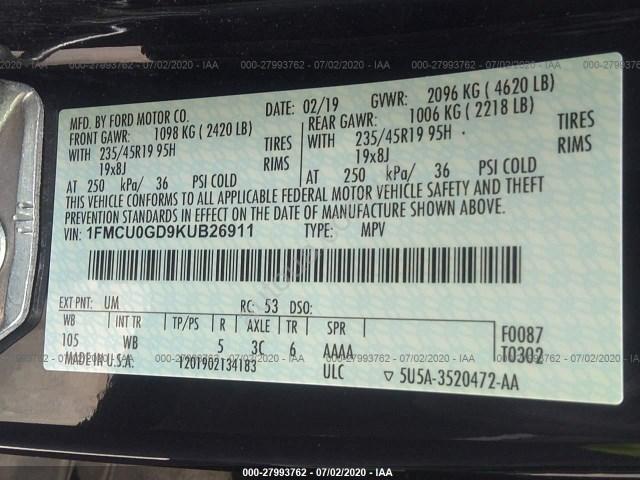 000-27993762 - 07/02/2020 - IAA
MFD. BY FORD MOTOR CO.
DATE: 02/19 GVWR: 2096 KG ( 4620 LB)
FRONT GAWR: 1098 KG ( 2420 LB)
REAR GAWR: 1006 KG ( 2218 LB)
WITH 235/45R19 95H TIRES
WITH 235/45R19 95H TIRES
19x8J RIMS
19x8J RIMS
AT 250 kPa/ 36 PSI COLD
AT 250 kPa/ 36 PSI COLD
THIS VEHICLE CONFORMS TO ALL APPLICABLE FEDERAL MOTOR VEHICLE SAFETY AND THEFT
PREVENTION STANDARDS IN EFFECT ON THE DATE OF MANUFACTURE SHOWN ABOVE.
VIN: 1FMCU0GD9KUB26911 TYPE: MPV
EXT PNT: UM RC: 53 DSO:
WB INT TR TP/PS R AXLE TR SPR
105 WB 5 3C 6 AAAA
F0087
T0302
MADE IN U.S.A. 1201902134183 ULC ▽ 5U5A-3520472-AA
000-27993762 - 07/02/2020 - IAA